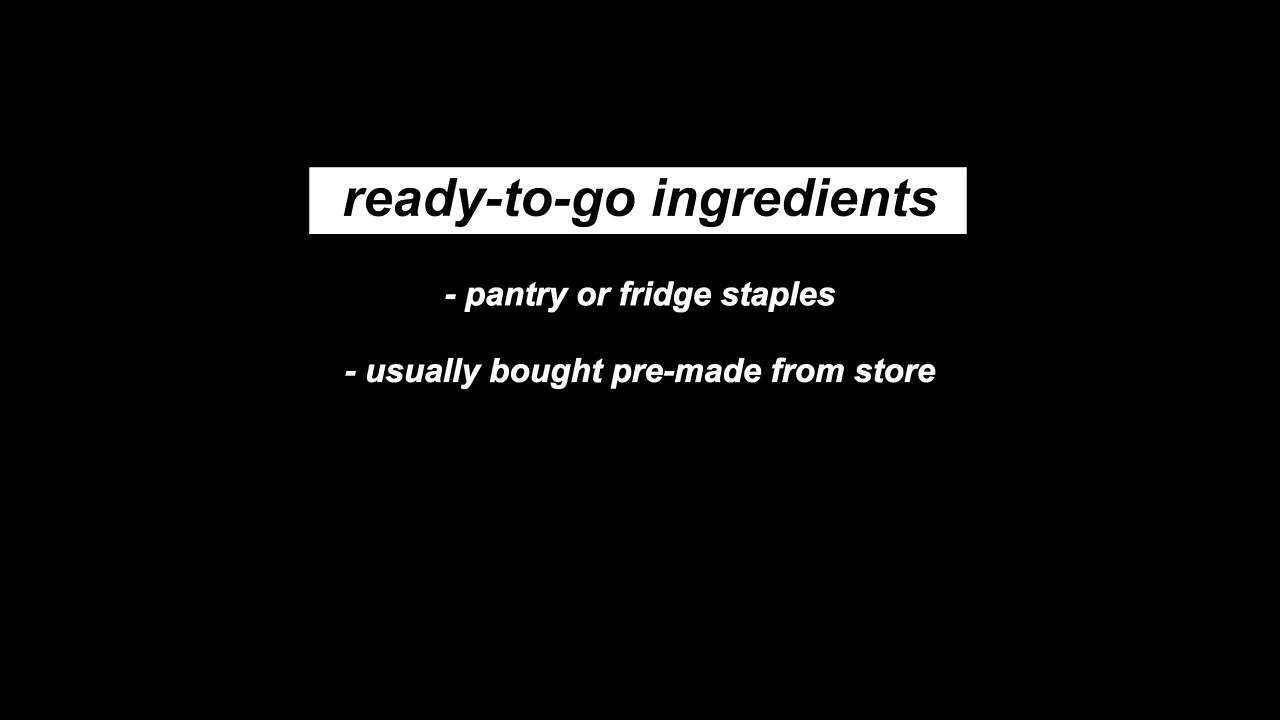 ready-to-go ingredients
- pantry or fridge staples
- usually bought pre-made from store